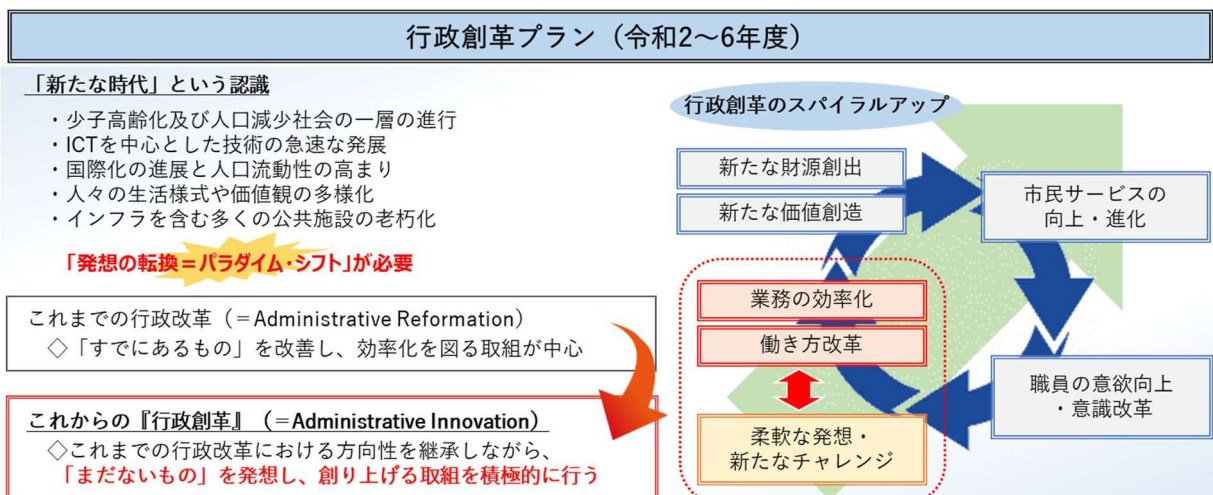 行政創革プラン（令和2～6年度）
「新たな時代」という認識
・少子高齢化及び人口減少社会の一層の進行
・ICTを中心とした技術の急速な発展
・国際化の進展と人口流動性の高まり
・人々の生活様式や価値観の多様化
・インフラを含む多くの公共施設の老朽化
「発想の転換＝パラダイム・シフト」が必要
これまでの行政改革（＝Administrative Reformation）
◇「すでにあるもの」を改善し、効率化を図る取組が中心
これからの『行政創革』（＝Administrative Innovation）
◇これまでの行政改革における方向性を継承しながら、
「まだないもの」を発想し、創り上げる取組を積極的に行う
行政創革のスパイラルアップ
新たな財源創出
新たな価値創造
市民サービスの
向上・進化
業務の効率化
働き方改革
職員の意欲向上
・意識改革
柔軟な発想・
新たなチャレンジ